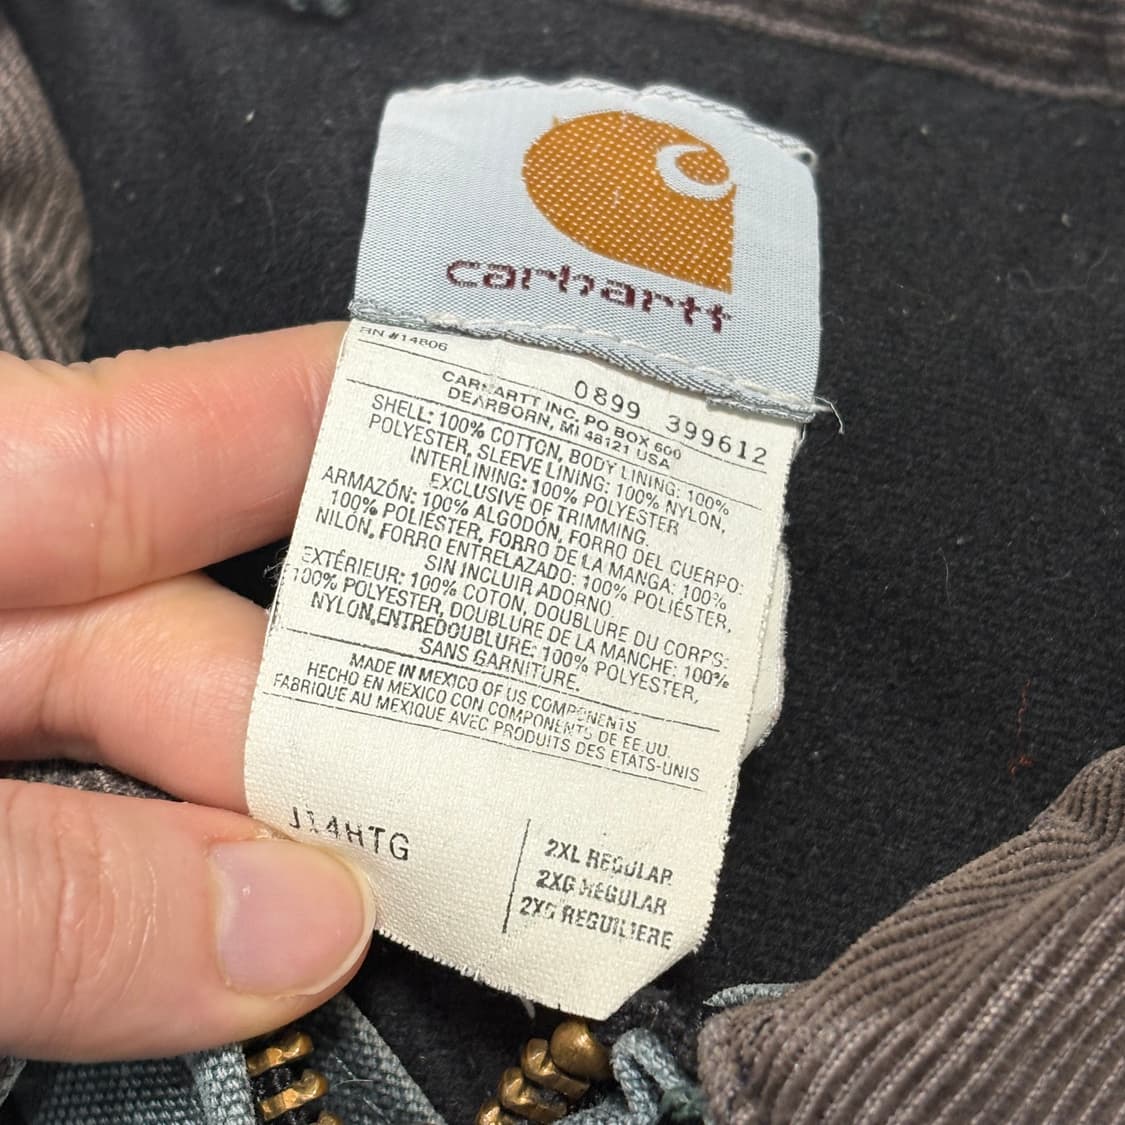 carhartt
RN #14806
0899 399612
CARHARTT INC. PO BOX 600
DEARBORN, MI 48121 USA
SHELL: 100% COTTON, BODY LINING: 100%
POLYESTER, SLEEVE LINING: 100% NYLON,
INTERLINING: 100% POLYESTER
EXCLUSIVE OF TRIMMING.
ARMAZÓN: 100% ALGODÓN, FORRO DEL CUERPO:
100% POLIÉSTER, FORRO DE LA MANGA: 100%
NILÓN, FORRO ENTRELAZADO: 100% POLIÉSTER,
SIN INCLUIR ADORNO.
EXTÉRIEUR: 100% COTON, DOUBLURE DU CORPS:
100% POLYESTER, DOUBLURE DE LA MANCHE: 100%
NYLON,ENTREDOUBLURE: 100% POLYESTER,
SANS GARNITURE.
MADE IN MEXICO OF US COMPONENTS
HECHO EN MEXICO CON COMPONENTS DE EE.UU.
FABRIQUE AU MEXIQUE AVEC PRODUITS DES ETATS-UNIS
J14HTG
2XL REGULAR
2XG REGULAR
2XG REGULIERE